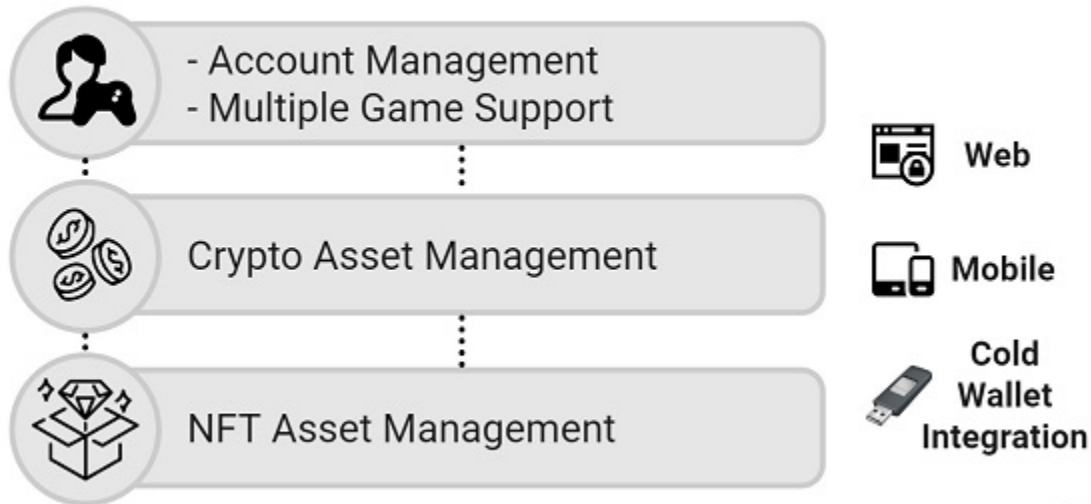 - Account Management
- Multiple Game Support
Web
Crypto Asset Management
Mobile
Cold
Wallet
Integration
NFT Asset Management